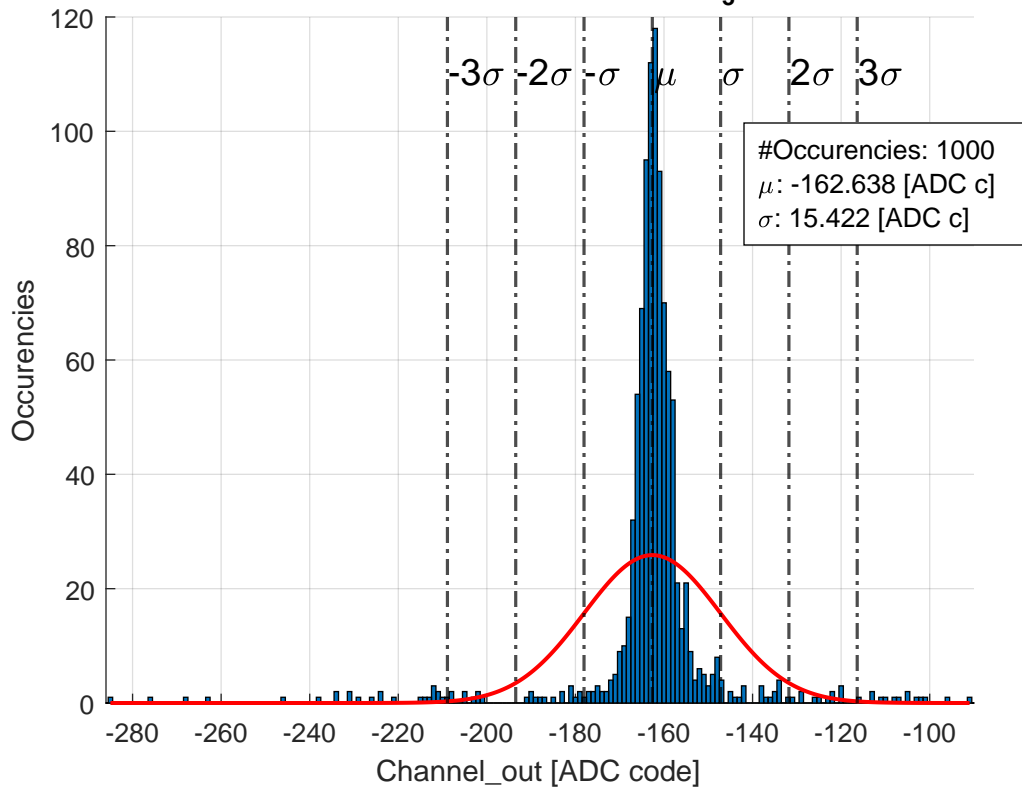 120
100
80
60
40
20
0
Occurencies
-3σ -2σ -σ μ σ 2σ 3σ
#Occurencies: 1000
μ: -162.638 [ADC c]
σ: 15.422 [ADC c]
-280 -260 -240 -220 -200 -180 -160 -140 -120 -100
Channel_out [ADC code]